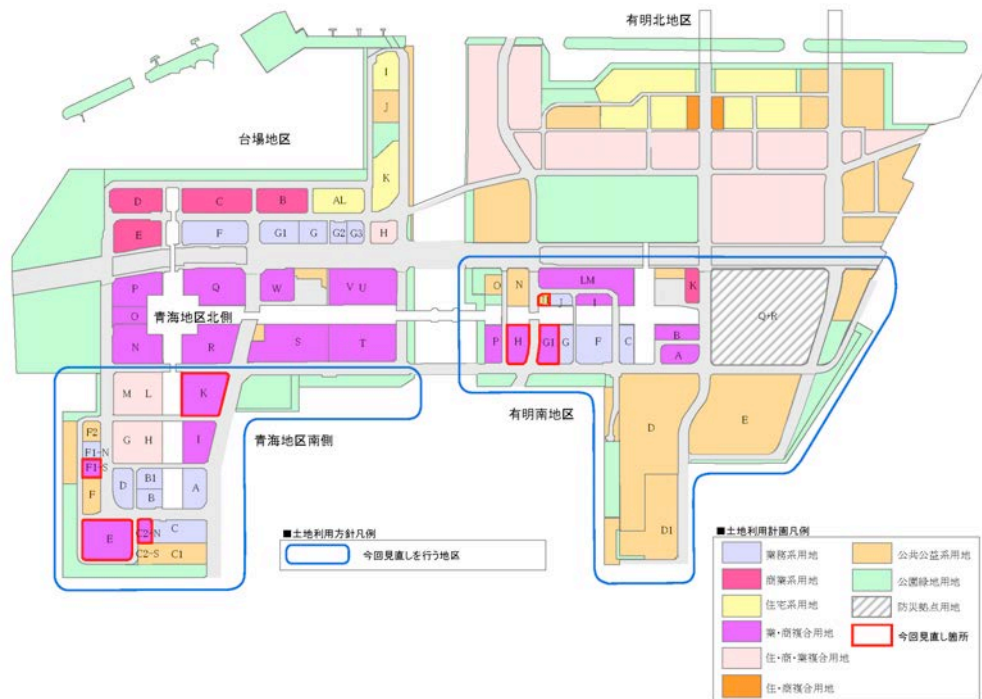 有明北地区
I
J
台場地区
K
D
C
B
AL
E
F
G1
G
G2
G3
H
P
Q
W
V U
O
青海地区北側
N
R
S
T
O
N
LM
K
J
I
Q・R
P
H
G1
G
F
C
B
A
有明南地区
M L
K
青海地区南側
G H
I
F2
F1-N
F1-S
F
D
B1
B
A
E
C2-N
C
C2-S
C1
D
E
D1
■土地利用方針凡例
今回見直しを行う地区
■土地利用計画凡例
業務系用地
公共公益系用地
商業系用地
公園緑地用地
住宅系用地
防災拠点用地
業・商複合用地
今回見直し箇所
住・商・業複合用地
住・商複合用地